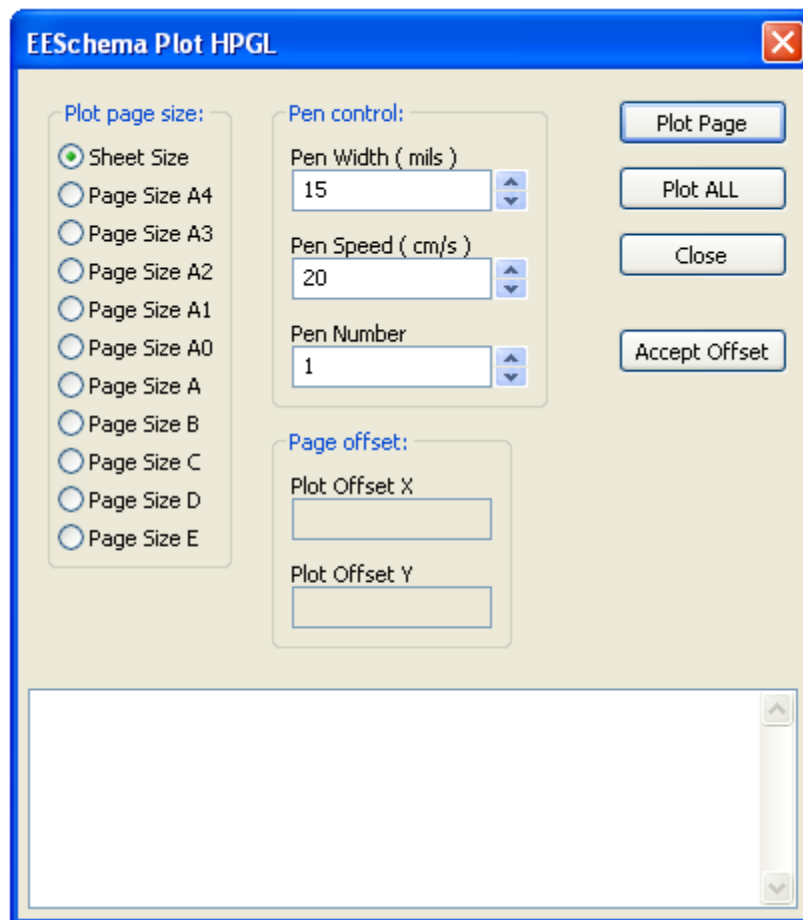 EESchema Plot HPGL
Plot page size:
Sheet Size
Page Size A4
Page Size A3
Page Size A2
Page Size A1
Page Size A0
Page Size A
Page Size B
Page Size C
Page Size D
Page Size E
Pen control:
Pen Width ( mils )
15
Pen Speed ( cm/s )
20
Pen Number
1
Page offset:
Plot Offset X
Plot Offset Y
Plot Page
Plot ALL
Close
Accept Offset